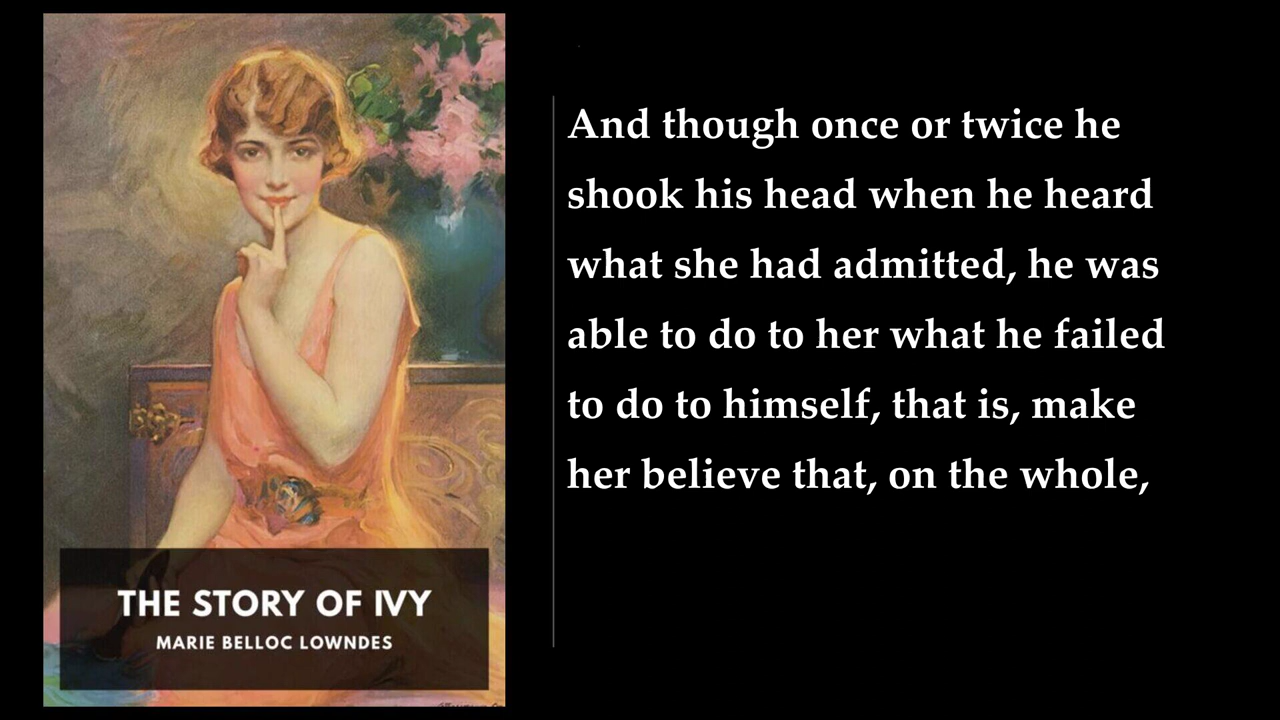 THE STORY OF IVY
MARIE BELLOC LOWNDES
And though once or twice he
shook his head when he heard
what she had admitted, he was
able to do to her what he failed
to do to himself, that is, make
her believe that, on the whole,